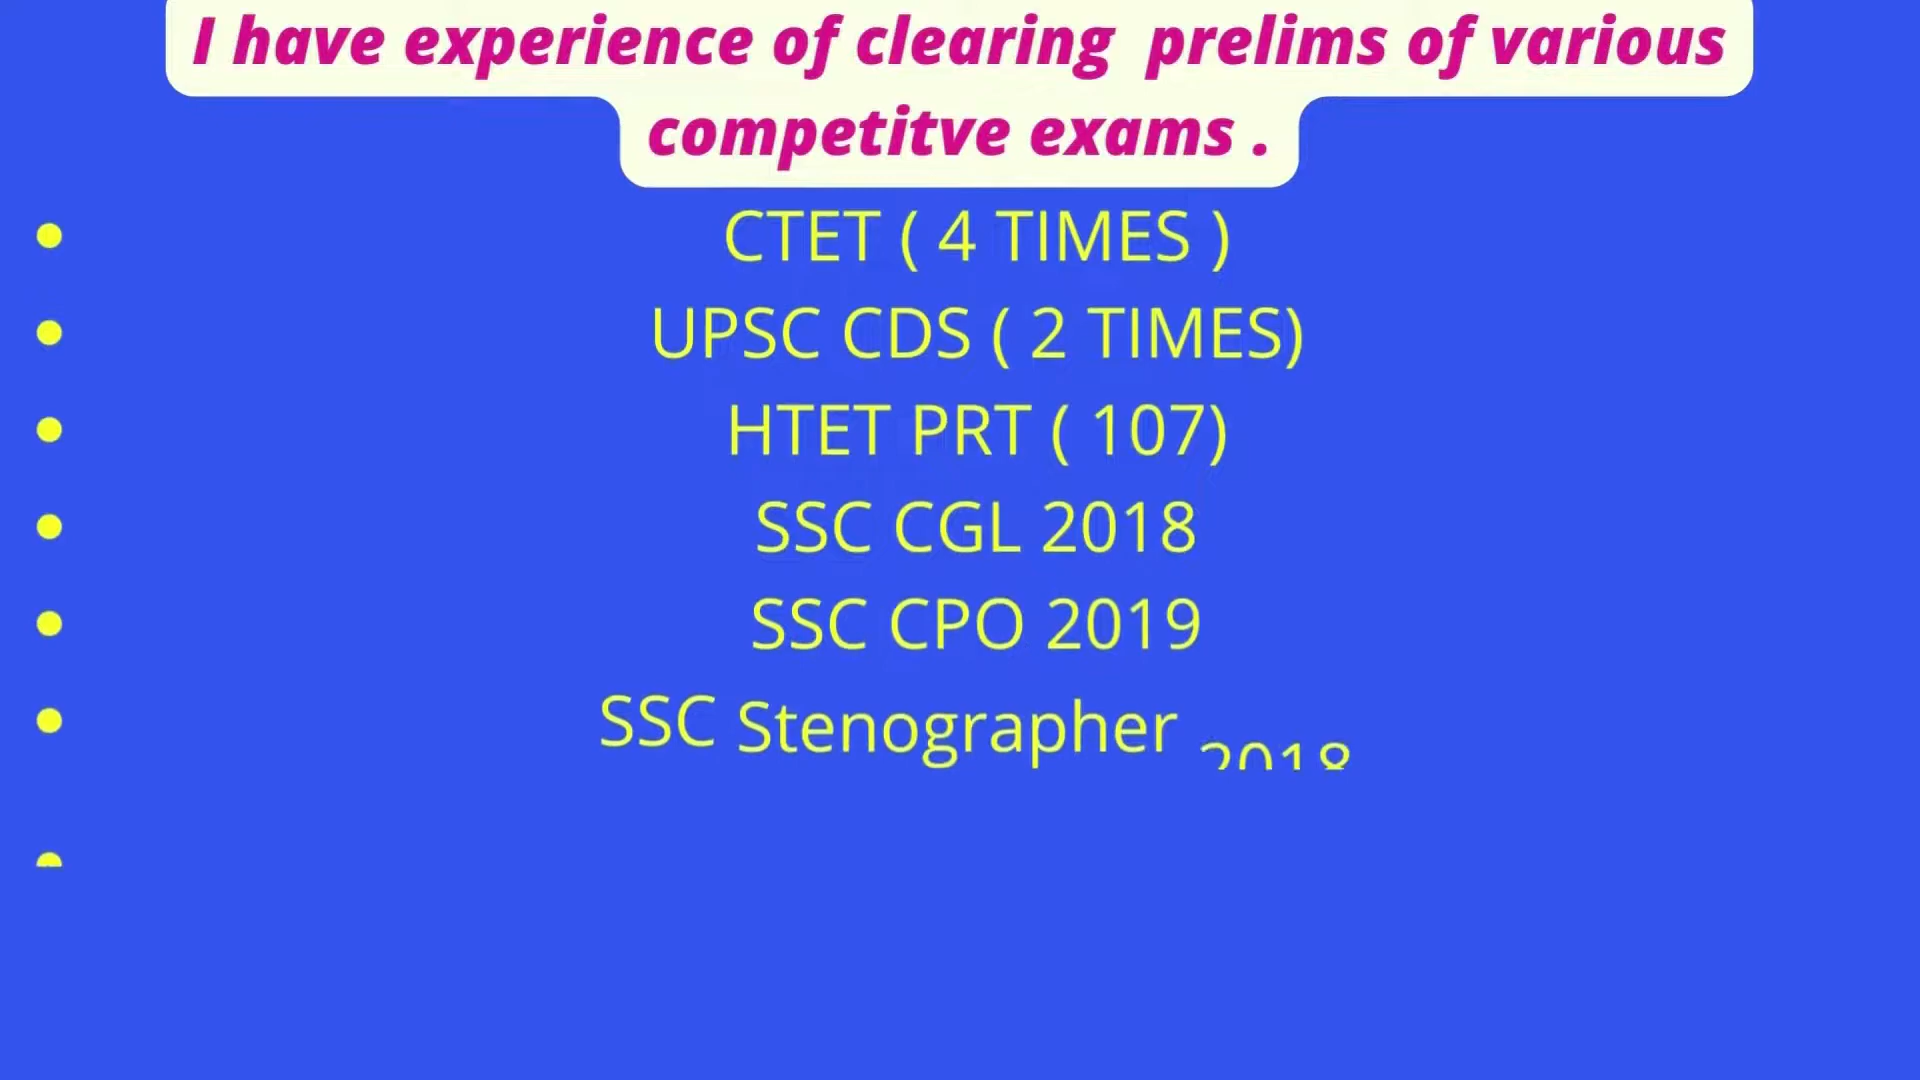 I have experience of clearing prelims of various
competitve exams .
CTET ( 4 TIMES )
UPSC CDS ( 2 TIMES)
HTET PRT ( 107)
SSC CGL 2018
SSC CPO 2019
SSC Stenographer 2018